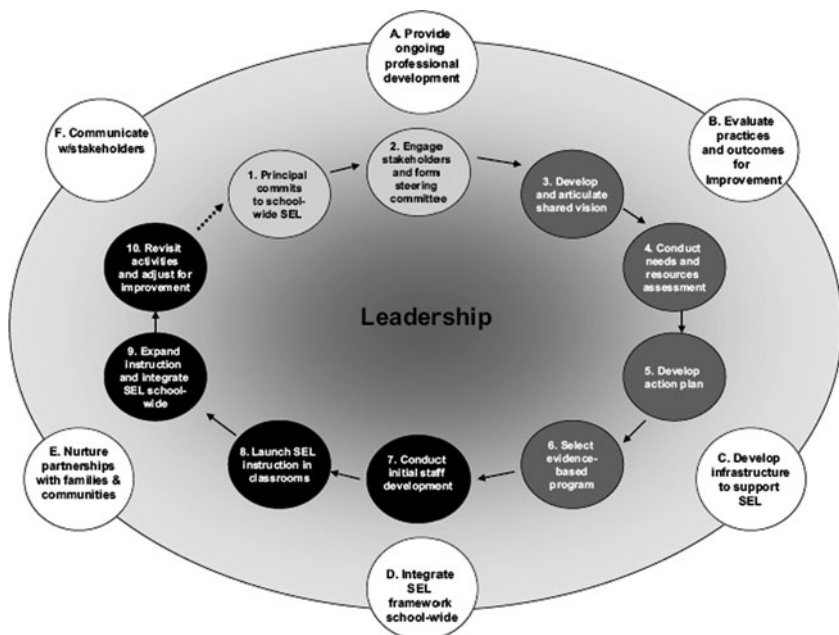 A. Provide
ongoing
professional
development
B. Evaluate
practices
and outcomes
for
Improvement
C. Develop
infrastructure
to support
SEL
D. Integrate
SEL
framework
school-wide
E. Nurture
partnerships
with families &
communities
F. Communicate
w/stakeholders
1. Principal
commits
to school-
wide SEL
2. Engage
stakeholders
and form
steering
committee
3. Develop
and articulate
shared vision
4. Conduct
needs and
resources
assessment
5. Develop
action plan
6. Select
evidence-
based
program
7. Conduct
initial staff
development
8. Launch SEL
Instruction in
classrooms
9. Expand
instruction
and integrate
SEL school-
wide
10. Revisit
activities
and adjust for
improvement
Leadership